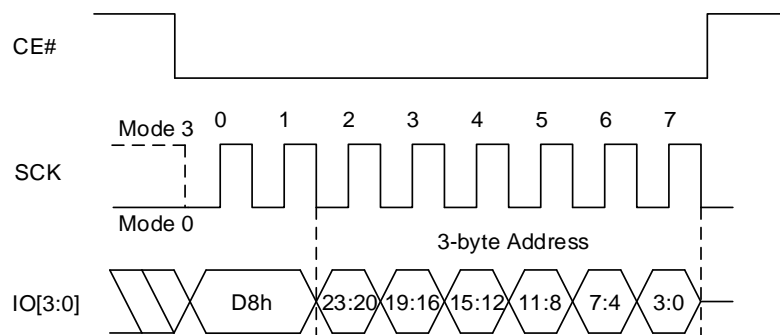 CE#
Mode 3 0 1 2 3 4 5 6 7
SCK
Mode 0
3-byte Address
IO[3:0] D8h 23:20 19:16 15:12 11:8 7:4 3:0